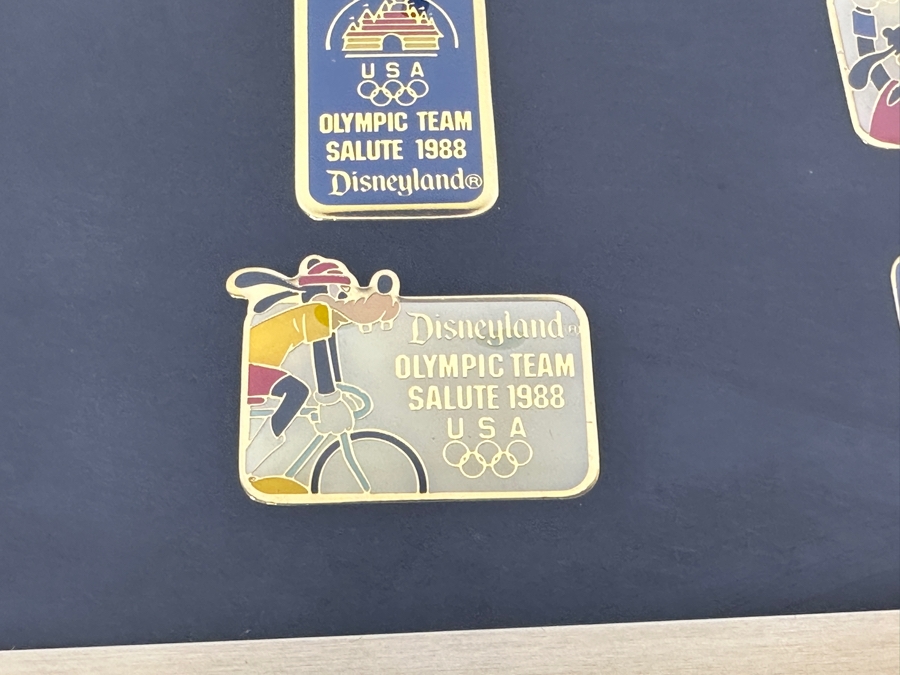 USA
OLYMPIC TEAM
SALUTE 1988
Disneyland®
Disneyland®
OLYMPIC TEAM
SALUTE 1988
USA